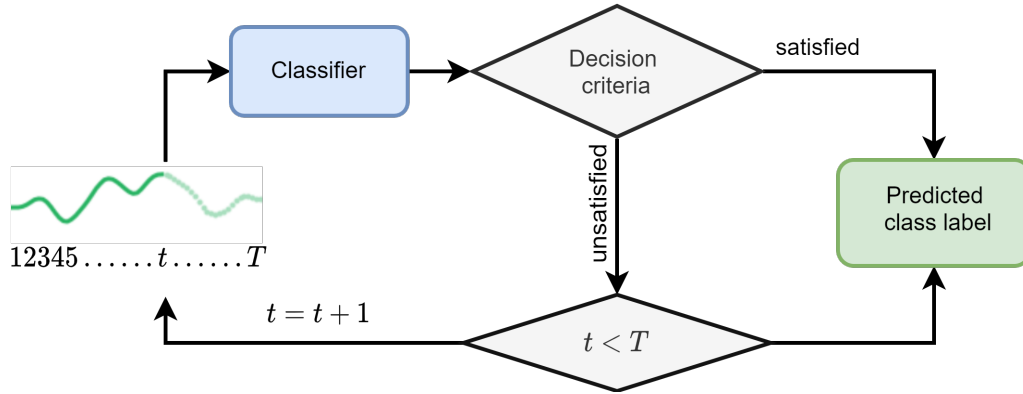 Classifier
Decision
criteria
satisfied
unsatisfied
Predicted
class label
12345......t......T
t = t + 1
t < T